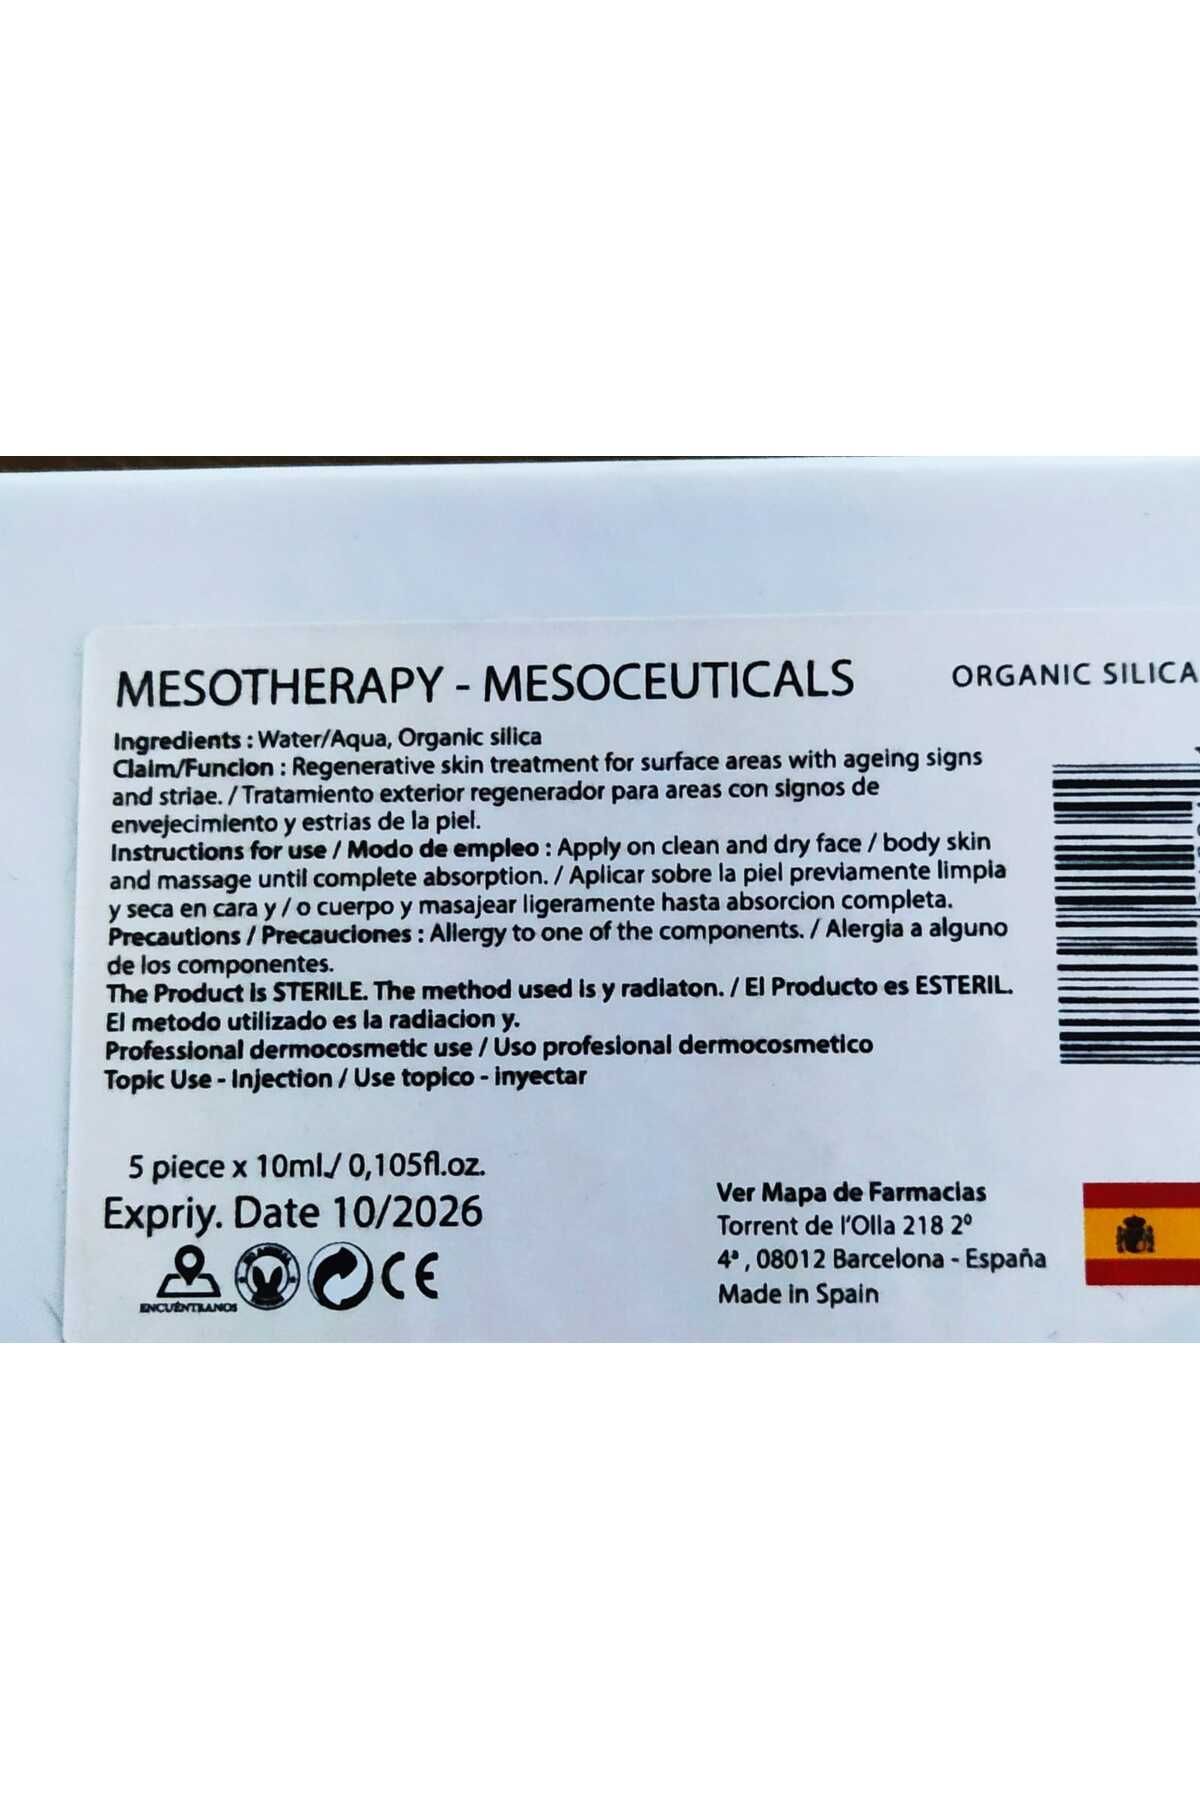 MESOTHERAPY - MESOCEUTICALS
ORGANIC SILICA
Ingredients : Water/Aqua, Organic silica
Claim/Funcion : Regenerative skin treatment for surface areas with ageing signs
and striae. / Tratamiento exterior regenerador para areas con signos de
envejecimiento y estrias de la piel.
Instructions for use / Modo de empleo : Apply on clean and dry face / body skin
and massage until complete absorption. / Aplicar sobre la piel previamente limpia
y seca en cara y / o cuerpo y masajear ligeramente hasta absorcion completa.
Precautions / Precauciones : Allergy to one of the components. / Alergia a alguno
de los componentes.
The Product is STERILE. The method used is y radiaton. / El Producto es ESTERIL.
El metodo utilizado es la radiacion y.
Professional dermocosmetic use / Uso profesional dermocosmetico
Topic Use - Injection / Use topico - inyectar
5 piece x 10ml./ 0,105fl.oz.
Expriy. Date 10/2026
ENCUÉNTRANOS
CE
Ver Mapa de Farmacias
Torrent de l'Olla 218 2º
4ª , 08012 Barcelona - España
Made in Spain